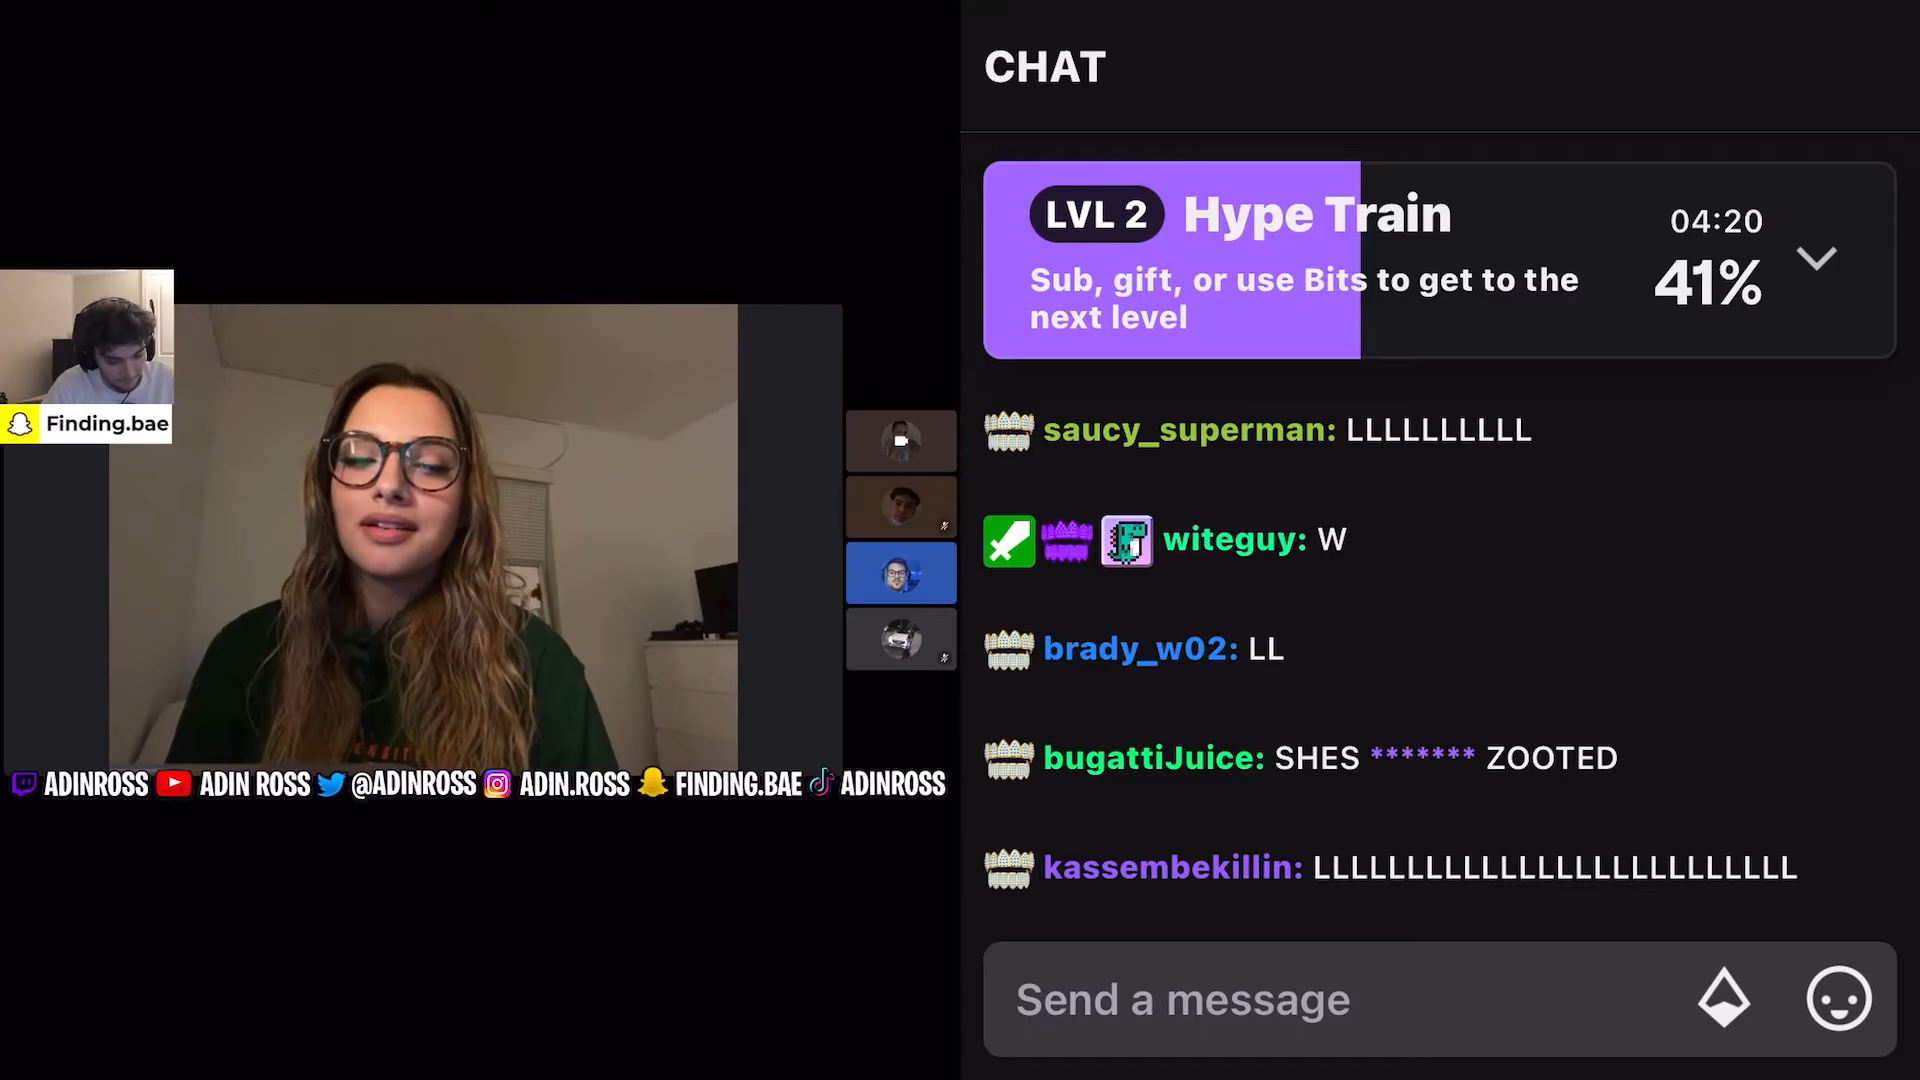 CHAT
LVL 2 Hype Train
04:20
41%
Sub, gift, or use Bits to get to the
next level
Finding.bae
saucy_superman: LLLLLLLLLL
witeguy: W
brady_w02: LL
bugattiJuice: SHES ******* ZOOTED
kassembekillin: LLLLLLLLLLLLLLLLLLLLLLLLLL
ADINROSS ADIN ROSS @ADINROSS ADIN.ROSS FINDING.BAE ADINROSS
Send a message